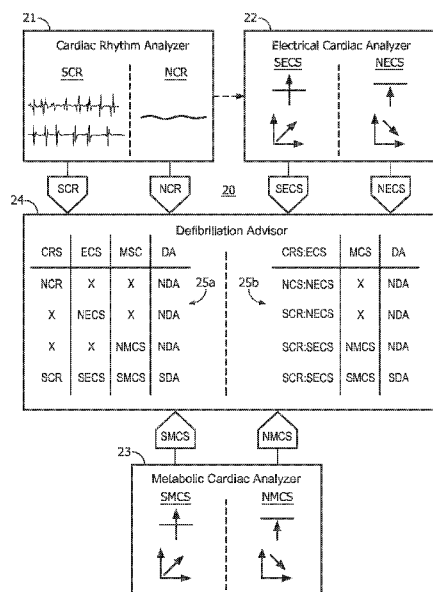 21
22
Cardiac Rhythm Analyzer
Electrical Cardiac Analyzer
SCR NCR
SECS NECS
SCR NCR 20 SECS NECS
24
Defibrillation Advisor
CRS ECS MSC DA
NCR X X NDA
X NECS X NDA
X X NMCS NDA
SCR SECS SMCS SDA
25a 25b
CRS:ECS MCS DA
NCS:NECS X NDA
SCR:NECS X NDA
SCR:SECS NMCS NDA
SCR:SECS SMCS SDA
SMCS NMCS
23
Metabolic Cardiac Analyzer
SMCS NMCS